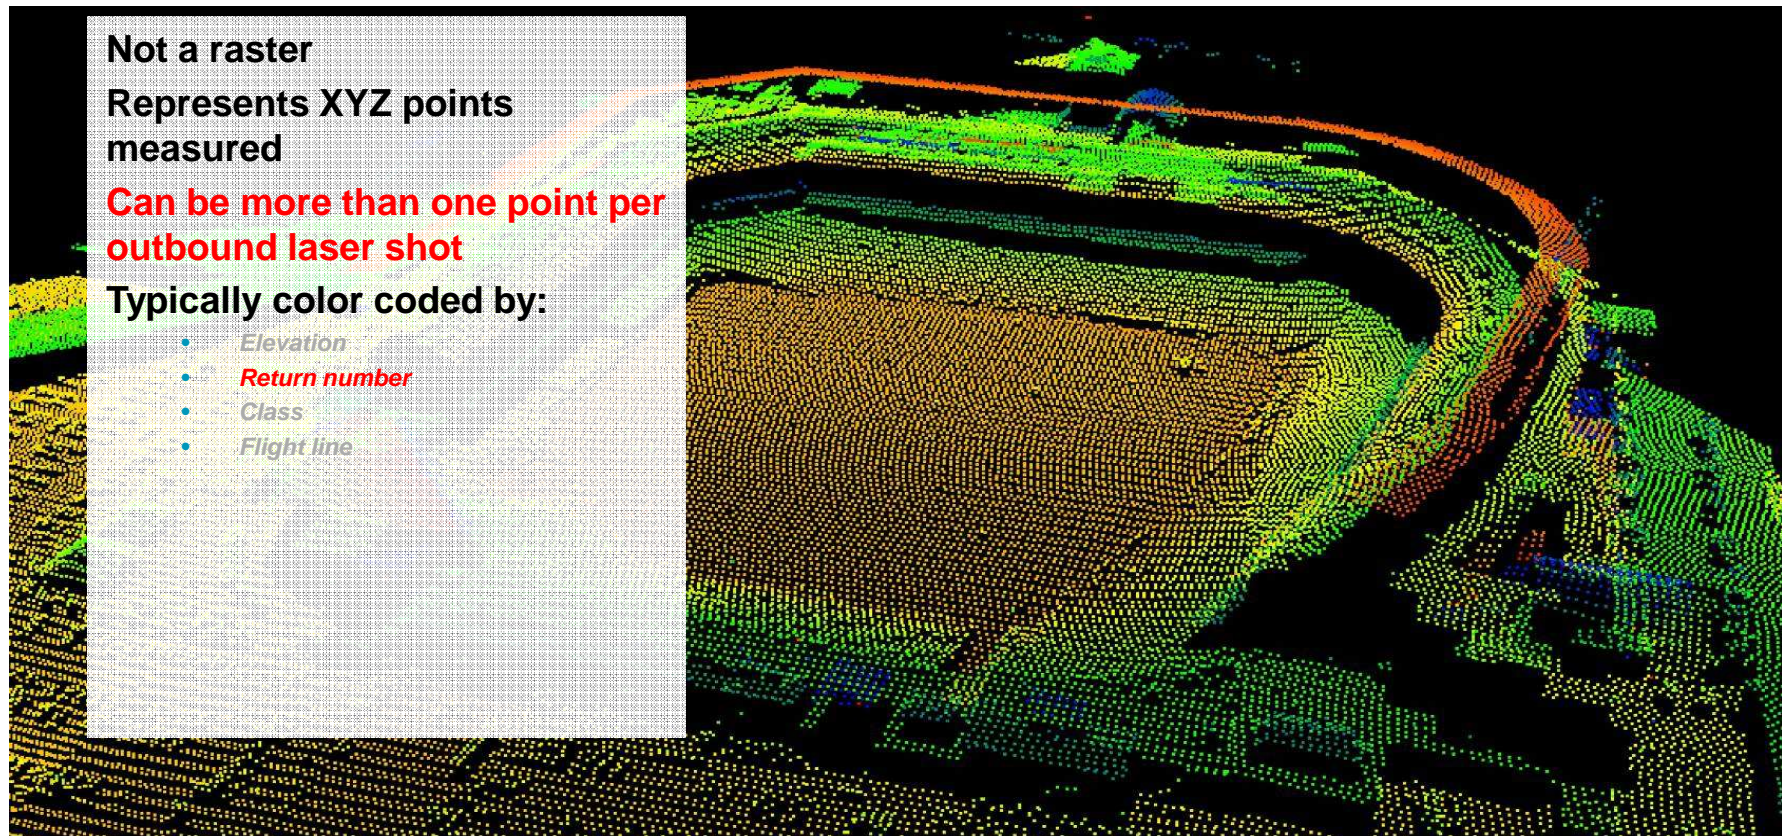 Not a raster
Represents XYZ points
measured
Can be more than one point per
outbound laser shot
Typically color coded by:
• Elevation
• Return number
• Class
• Flight line